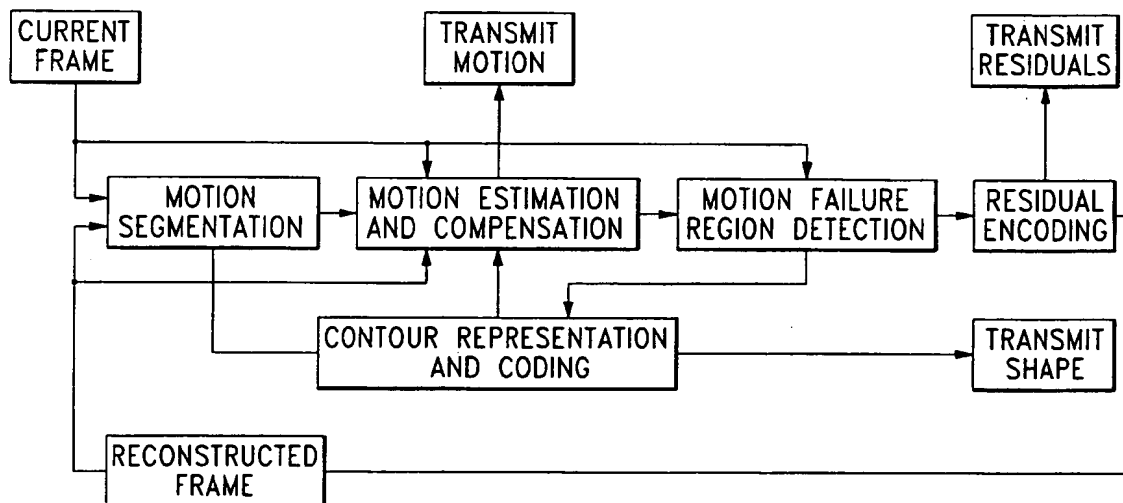 CURRENT
FRAME
TRANSMIT
MOTION
TRANSMIT
RESIDUALS
MOTION
SEGMENTATION
MOTION ESTIMATION
AND COMPENSATION
MOTION FAILURE
REGION DETECTION
RESIDUAL
ENCODING
CONTOUR REPRESENTATION
AND CODING
TRANSMIT
SHAPE
RECONSTRUCTED
FRAME